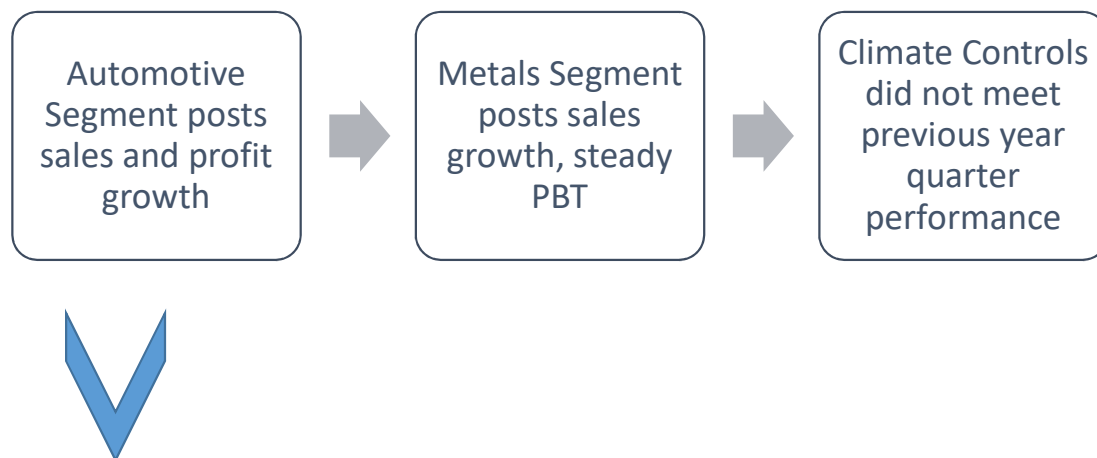 Automotive
Segment posts
sales and profit
growth
Metals Segment
posts sales
growth, steady
PBT
Climate Controls
did not meet
previous year
quarter
performance